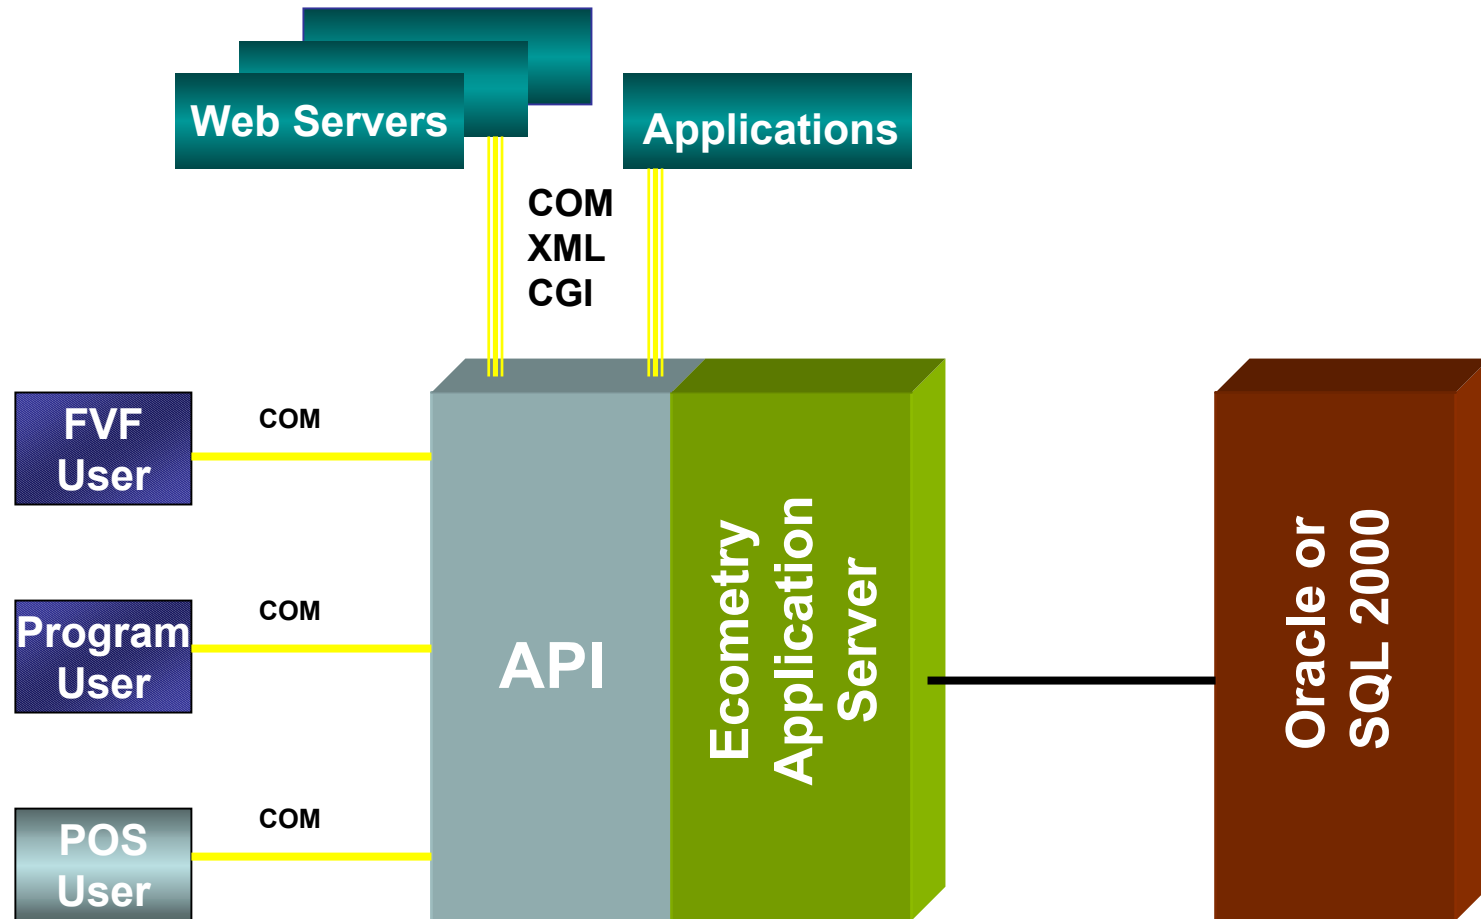 Web Servers
Applications
COM
XML
CGI
FVF
User
COM
Program
User
COM
POS
User
COM
API
Ecometry
Application
Server
Oracle or
SQL 2000